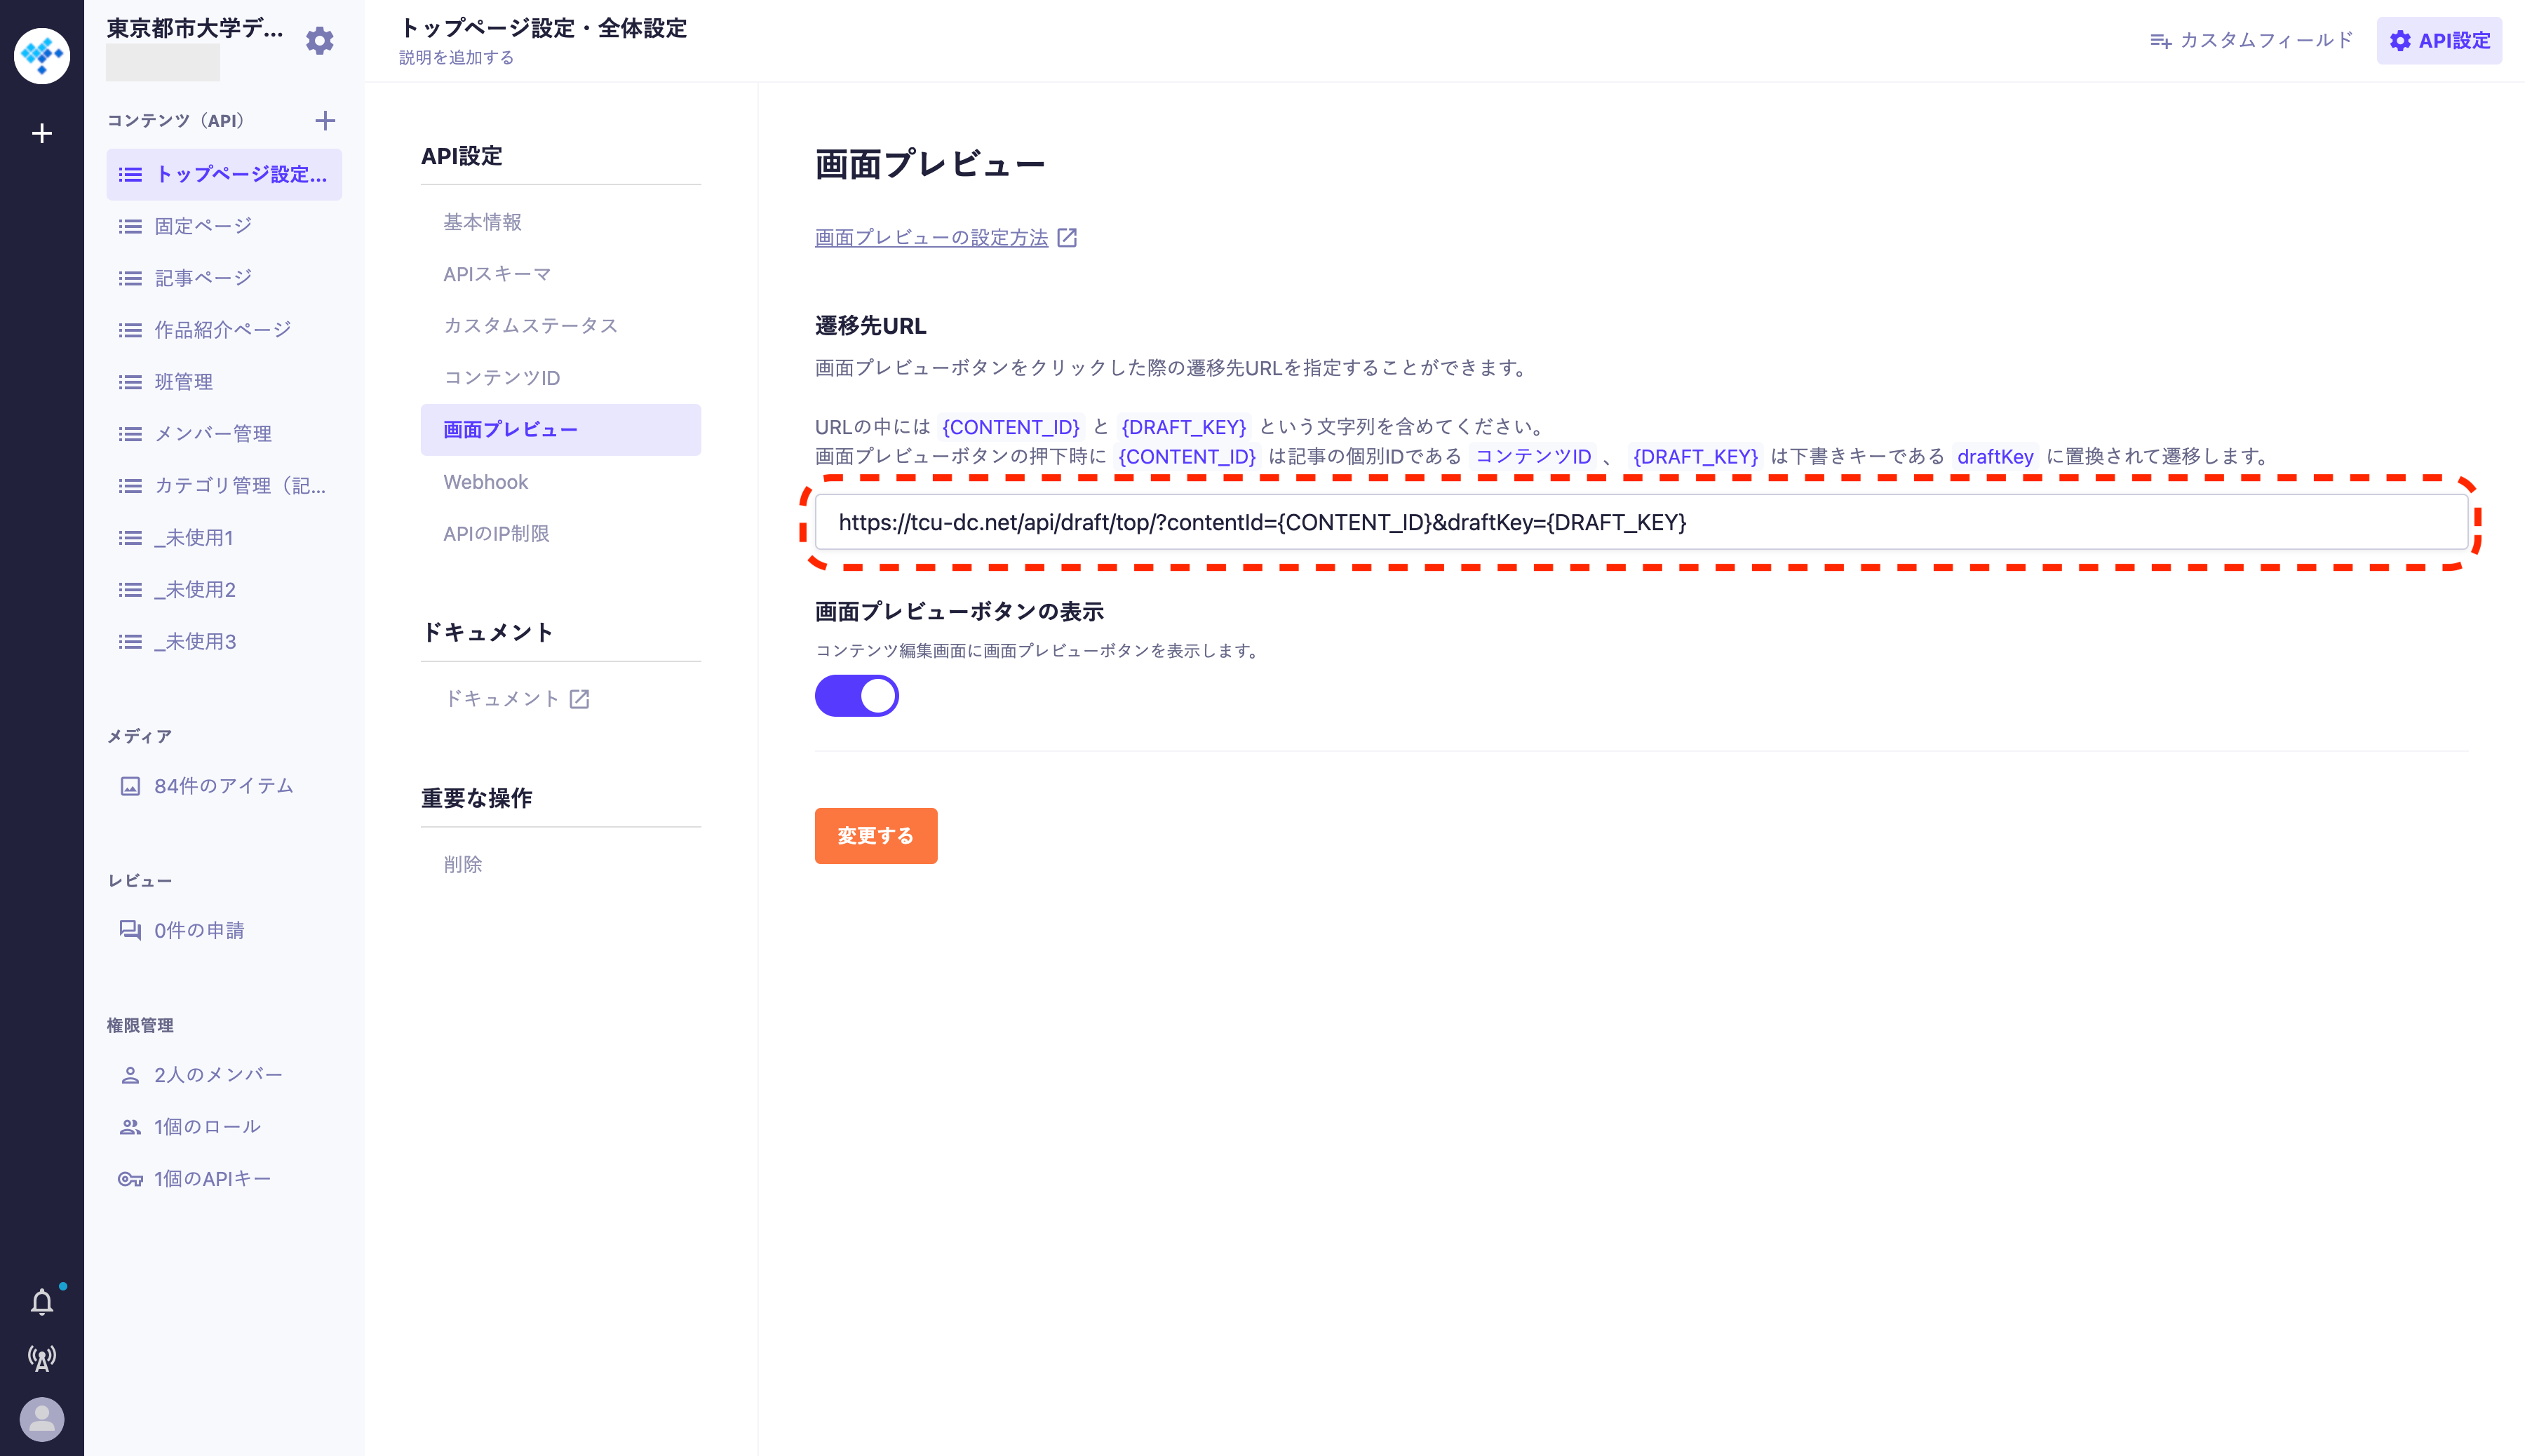 東京都市大学デ...
コンテンツ（API）
トップページ設定...
固定ページ
記事ページ
作品紹介ページ
班管理
メンバー管理
カテゴリ管理（記...
_未使用1
_未使用2
_未使用3
メディア
84件のアイテム
レビュー
0件の申請
権限管理
2人のメンバー
1個のロール
1個のAPIキー
トップページ設定・全体設定
説明を追加する
カスタムフィールド
API設定
API設定
基本情報
APIスキーマ
カスタムステータス
コンテンツID
画面プレビュー
Webhook
APIのIP制限
ドキュメント
ドキュメント
重要な操作
削除
画面プレビュー
画面プレビューの設定方法
遷移先URL
画面プレビューボタンをクリックした際の遷移先URLを指定することができます。
URLの中には {CONTENT_ID} と {DRAFT_KEY} という文字列を含めてください。
画面プレビューボタンの押下時に {CONTENT_ID} は記事の個別IDである コンテンツID 、 {DRAFT_KEY} は下書きキーである draftKey に置換されて遷移します。
https://tcu-dc.net/api/draft/top/?contentId={CONTENT_ID}&draftKey={DRAFT_KEY}
画面プレビューボタンの表示
コンテンツ編集画面に画面プレビューボタンを表示します。
変更する